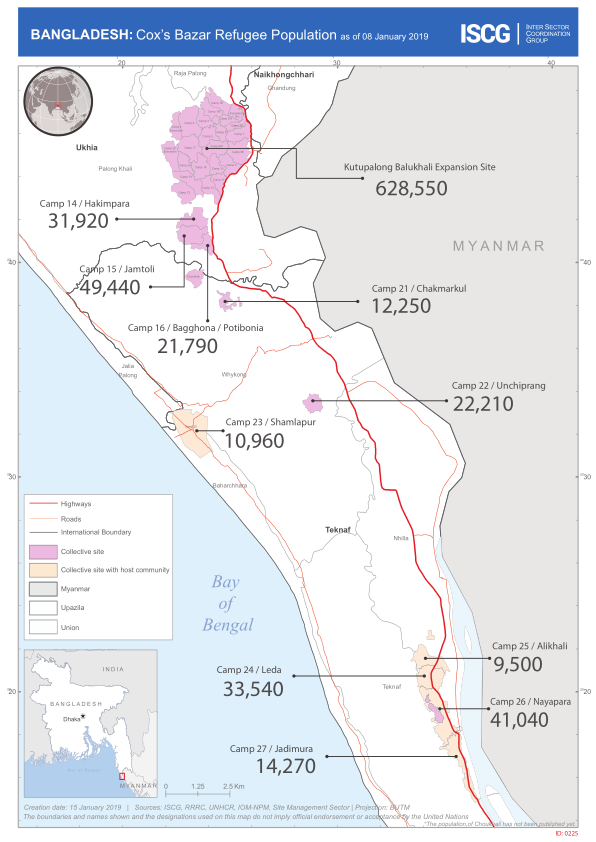 BANGLADESH: Cox's Bazar Refugee Population as of 08 January 2019
ISCG
INTER SECTOR
COORDINATION
GROUP
20
30
40
Raja Palong
Naikhongchhari
Ghandung
Ukhia
Palong Khali
Kutupalong Balukhali Expansion Site
628,550
Camp 14 / Hakimpara
31,920
MYANMAR
40
40
Camp 15 / Jamtoli
49,440
Camp 21 / Chakmarkul
12,250
Camp 16 / Bagghona / Potibonia
21,790
Jalia
Palong
Whykong
Camp 22 / Unchiprang
22,210
Camp 23 / Shamlapur
10,960
30
30
Baharchhara
Highways
Roads
International Boundary
Collective site
Collective site with host community
Myanmar
Upazila
Union
Teknaf
Nhilla
Bay
of
Bengal
Camp 25 / Alikhali
9,500
Camp 24 / Leda
33,540
Teknaf
20
20
Camp 26 / Nayapara
41,040
Camp 27 / Jadimura
14,270
INDIA
BANGLADESH
Dhaka
Bay of Bengal
MYANMAR
0 1.25 2.5 Km
Creation date: 15 January 2019 | Sources: ISCG, RRRC, UNHCR, IOM-NPM, Site Management Sector | Projection: BUTM
The boundaries and names shown and the designations used on this map do not imply official endorsement or acceptance by the United Nations
*The population of Choukhali has not been published yet.
ID: 0225